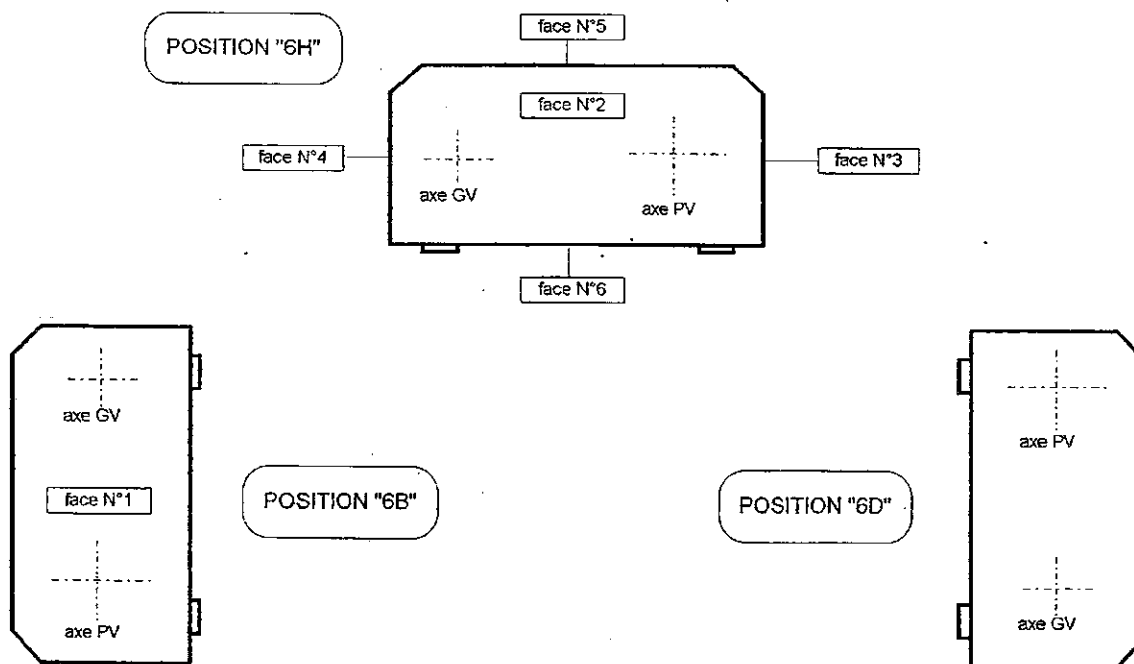 face N°5
POSITION "6H"
face N°2
face N°4
face N°3
axe GV
axe PV
face N°6
axe GV
axe PV
face N°1
POSITION "6B"
POSITION "6D"
axe PV
axe GV